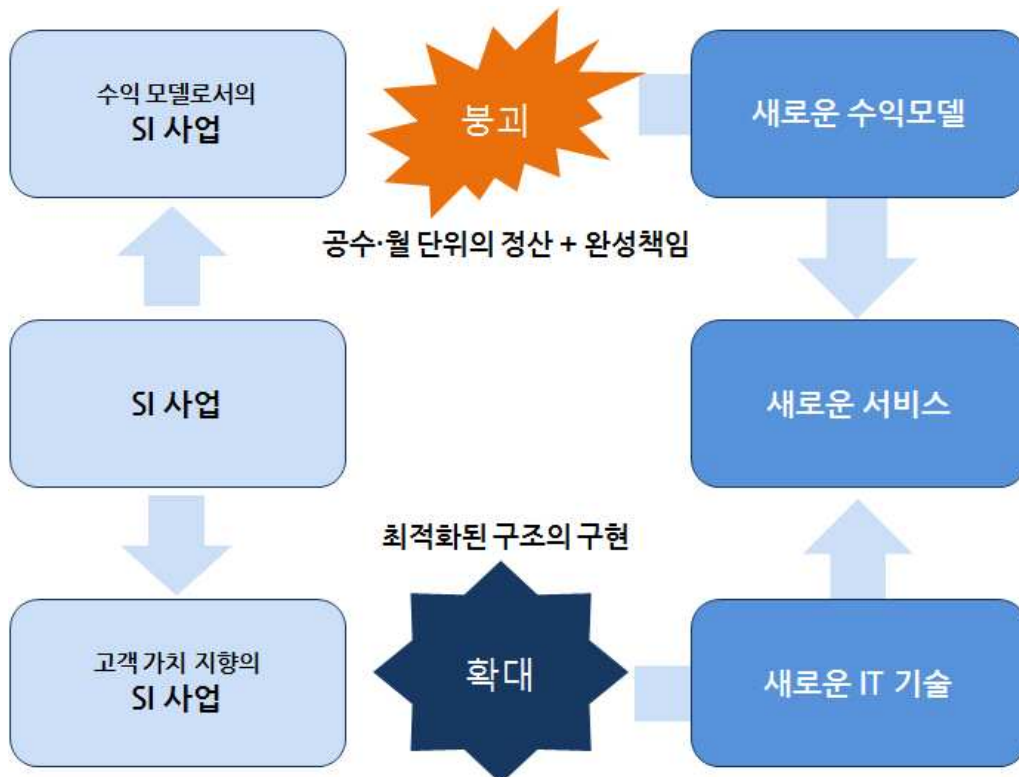 수익 모델로서의
SI 사업
붕괴
새로운 수익모델
공수·월 단위의 정산 + 완성책임
SI 사업
새로운 서비스
최적화된 구조의 구현
고객 가치 지향의
SI 사업
확대
새로운 IT 기술